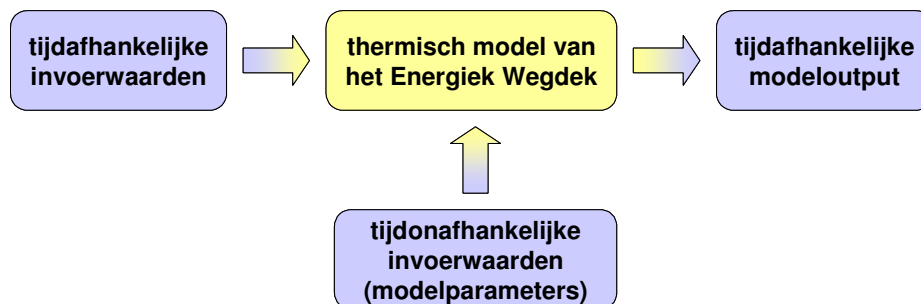 tijdafhankelijke
invoerwaarden
thermisch model van
het Energiek Wegdek
tijdafhankelijke
modeloutput
tijdonafhankelijke
invoerwaarden
(modelparameters)